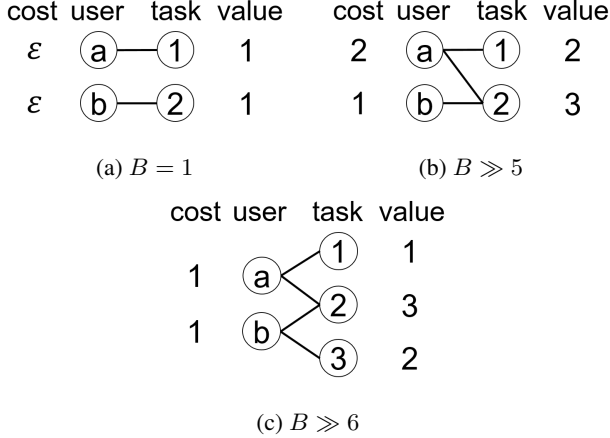 cost user task value
ε a 1 1
ε b 2 1
(a) B = 1
cost user task value
2 a 1 2
1 b 2 3
(b) B ≫ 5
cost user task value
1 1
1 a
2 3
1 b
3 2
(c) B ≫ 6